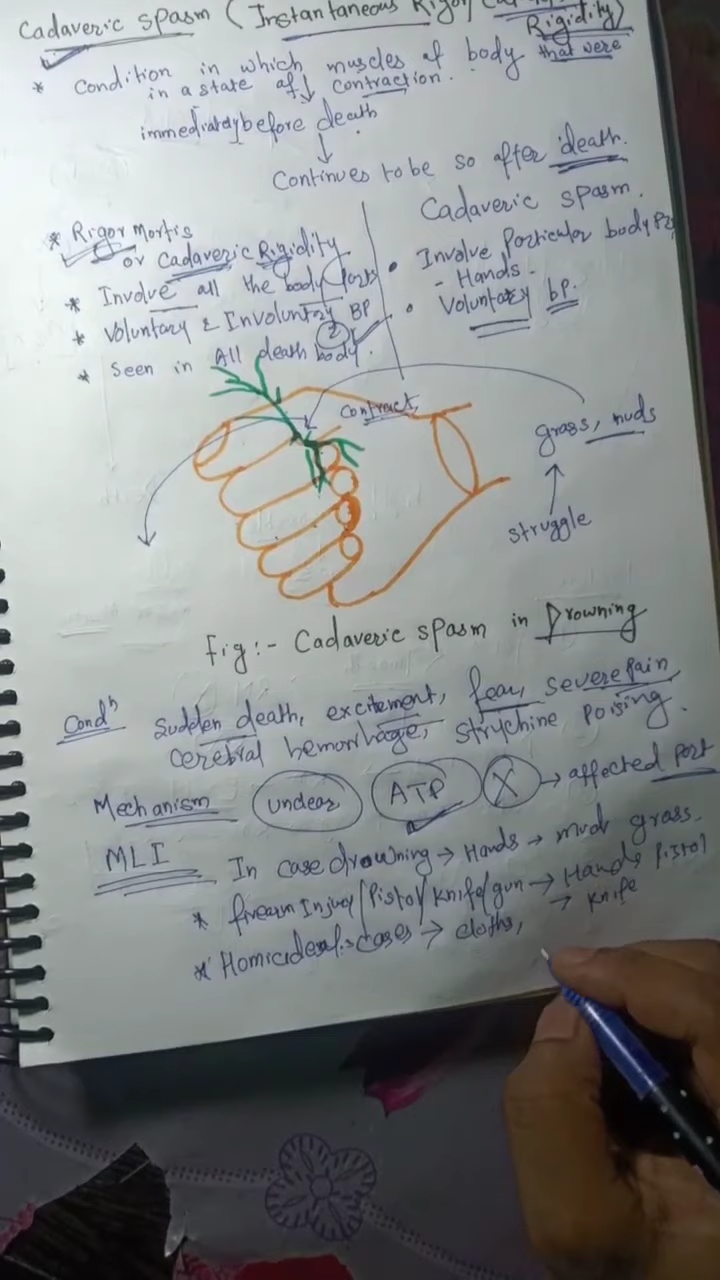 Cadaveric spasm (Instantaneous Rigor/
Rigidity)
* Condition in which muscles of body that were
in a state of contraction.
immediately before death
Continues to be so after death.
Cadaveric spasm.
* Rigor Mortis
or Cadaveric Rigidity
* Involve all the body parts
* Voluntary & Involuntary BP
* Seen in All death body.
• Involve Particular body
- Hands -
• Voluntary bP.
Contract
grass, muds
struggle
Fig:- Cadaveric spasm in Drowning
Condn Sudden death, excitement, fear, severe pain
cerebral hemorrhage, strychine poising.
Mechanism unclear ATP X → affected part
MLI In case drowning → Hands → mud grass.
* firearm Injury/Pistol/knife/gun → Hands Pistol
→ knife
* Homicideal.s cases → cloths,